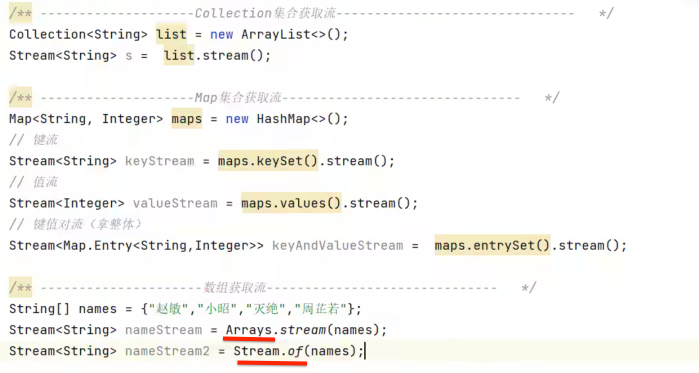 /** --------------------Collection集合获取流------------------------------- */
Collection<String> list = new ArrayList<>();
Stream<String> s =  list.stream();
/** --------------------Map集合获取流------------------------------- */
Map<String, Integer> maps = new HashMap<>();
// 键流
Stream<String> keyStream = maps.keySet().stream();
// 值流
Stream<Integer> valueStream = maps.values().stream();
// 键值对流（拿整体）
Stream<Map.Entry<String,Integer>> keyAndValueStream =  maps.entrySet().stream();
/** ---------------------数组获取流------------------------------ */
String[] names = {"赵敏","小昭","灭绝","周芷若"};
Stream<String> nameStream = Arrays.stream(names);
Stream<String> nameStream2 = Stream.of(names);